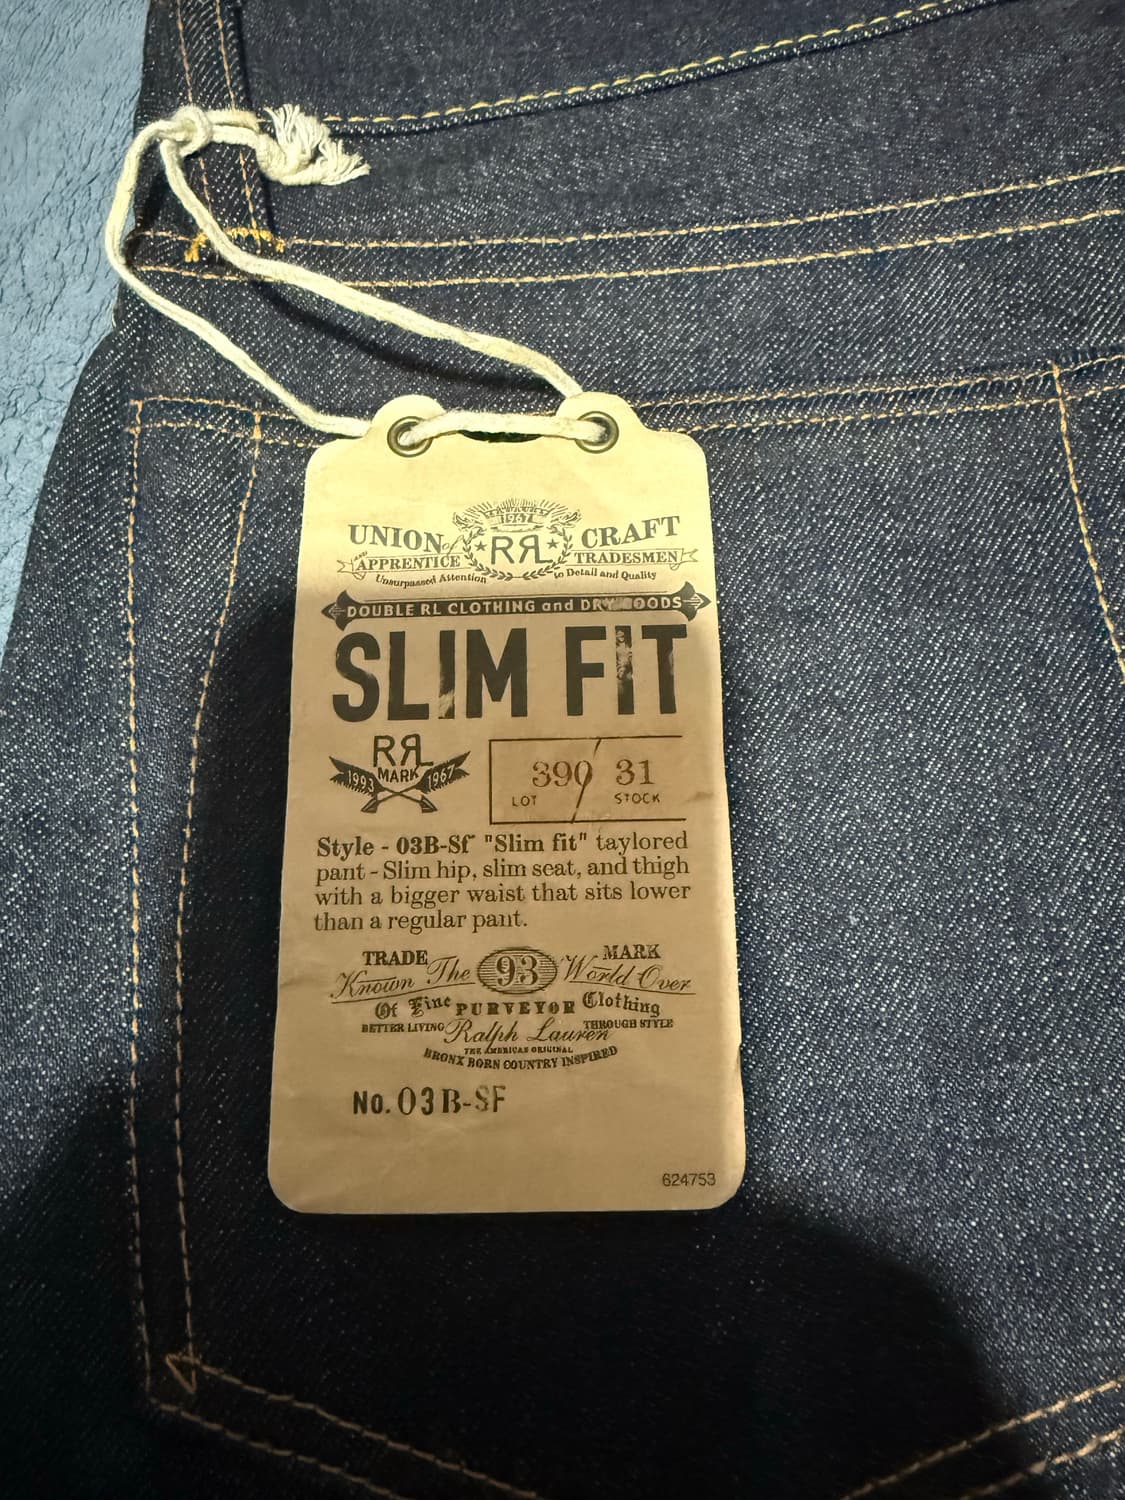 1967
UNION of CRAFT
RRL
AND APPRENTICE TRADESMEN
Unsurpassed Attention to Detail and Quality
DOUBLE RL CLOTHING and DRY GOODS
SLIM FIT
RRL
MARK
1993 1967
390 31
LOT STOCK
Style - 03B-Sf "Slim fit" taylored
pant - Slim hip, slim seat, and thigh
with a bigger waist that sits lower
than a regular pant.
TRADE MARK
Known The 93 World Over
Of Fine PURVEYOR Clothing
BETTER LIVING Ralph Lauren THROUGH STYLE
THE AMERICAN ORIGINAL
BRONX BORN COUNTRY INSPIRED
No. 03B-SF
624753